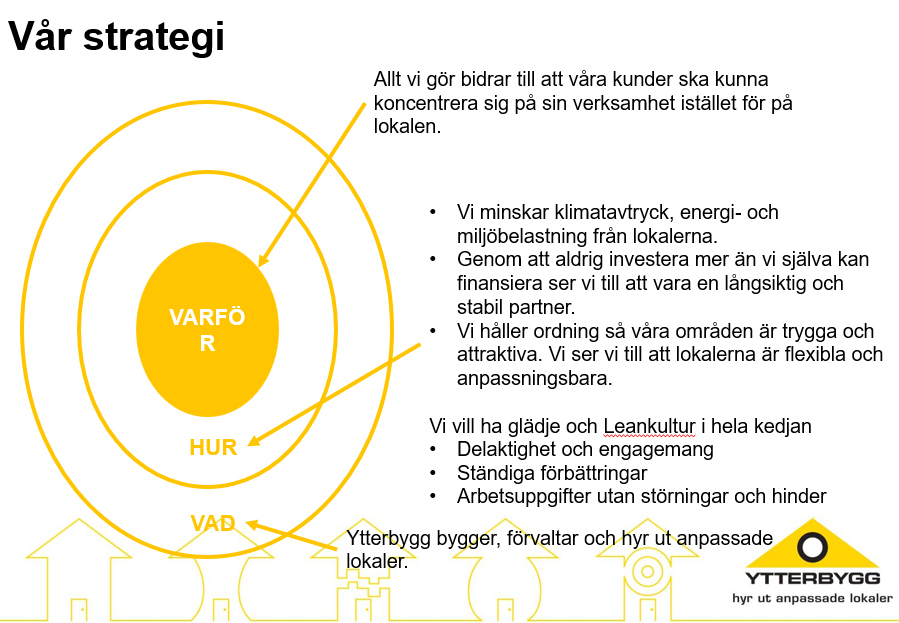 Vår strategi
Allt vi gör bidrar till att våra kunder ska kunna
koncentrera sig på sin verksamhet istället för på
lokalen.
• Vi minskar klimatavtryck, energi- och
miljöbelastning från lokalerna.
• Genom att aldrig investera mer än vi själva kan
finansiera ser vi till att vara en långsiktig och
stabil partner.
• Vi håller ordning så våra områden är trygga och
attraktiva. Vi ser vi till att lokalerna är flexibla och
anpassningsbara.
VARFÖ
R
Vi vill ha glädje och Leankultur i hela kedjan
• Delaktighet och engagemang
• Ständiga förbättringar
• Arbetsuppgifter utan störningar och hinder
HUR
VAD
Ytterbygg bygger, förvaltar och hyr ut anpassade
lokaler.
YTTERBYGG
hyr ut anpassade lokaler